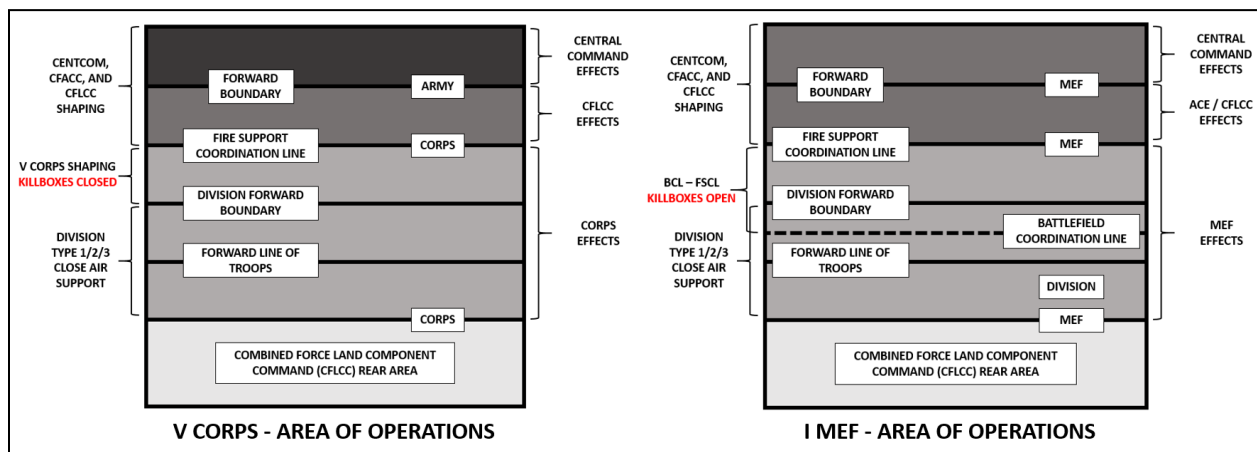 CENTCOM,
CFACC, AND
CFLCC
SHAPING
FORWARD
BOUNDARY
ARMY
CENTRAL
COMMAND
EFFECTS
CFLCC
EFFECTS
FIRE SUPPORT
COORDINATION LINE
CORPS
V CORPS SHAPING
KILLBOXES CLOSED
DIVISION FORWARD
BOUNDARY
CORPS
EFFECTS
DIVISION
TYPE 1/2/3
CLOSE AIR
SUPPORT
FORWARD LINE OF
TROOPS
CORPS
COMBINED FORCE LAND COMPONENT
COMMAND (CFLCC) REAR AREA
V CORPS - AREA OF OPERATIONS
CENTCOM,
CFACC, AND
CFLCC
SHAPING
FORWARD
BOUNDARY
MEF
CENTRAL
COMMAND
EFFECTS
ACE / CFLCC
EFFECTS
FIRE SUPPORT
COORDINATION LINE
MEF
BCL – FSCL
KILLBOXES OPEN
DIVISION FORWARD
BOUNDARY
BATTLEFIELD
COORDINATION LINE
MEF
EFFECTS
DIVISION
TYPE 1/2/3
CLOSE AIR
SUPPORT
FORWARD LINE OF
TROOPS
DIVISION
MEF
COMBINED FORCE LAND COMPONENT
COMMAND (CFLCC) REAR AREA
I MEF - AREA OF OPERATIONS